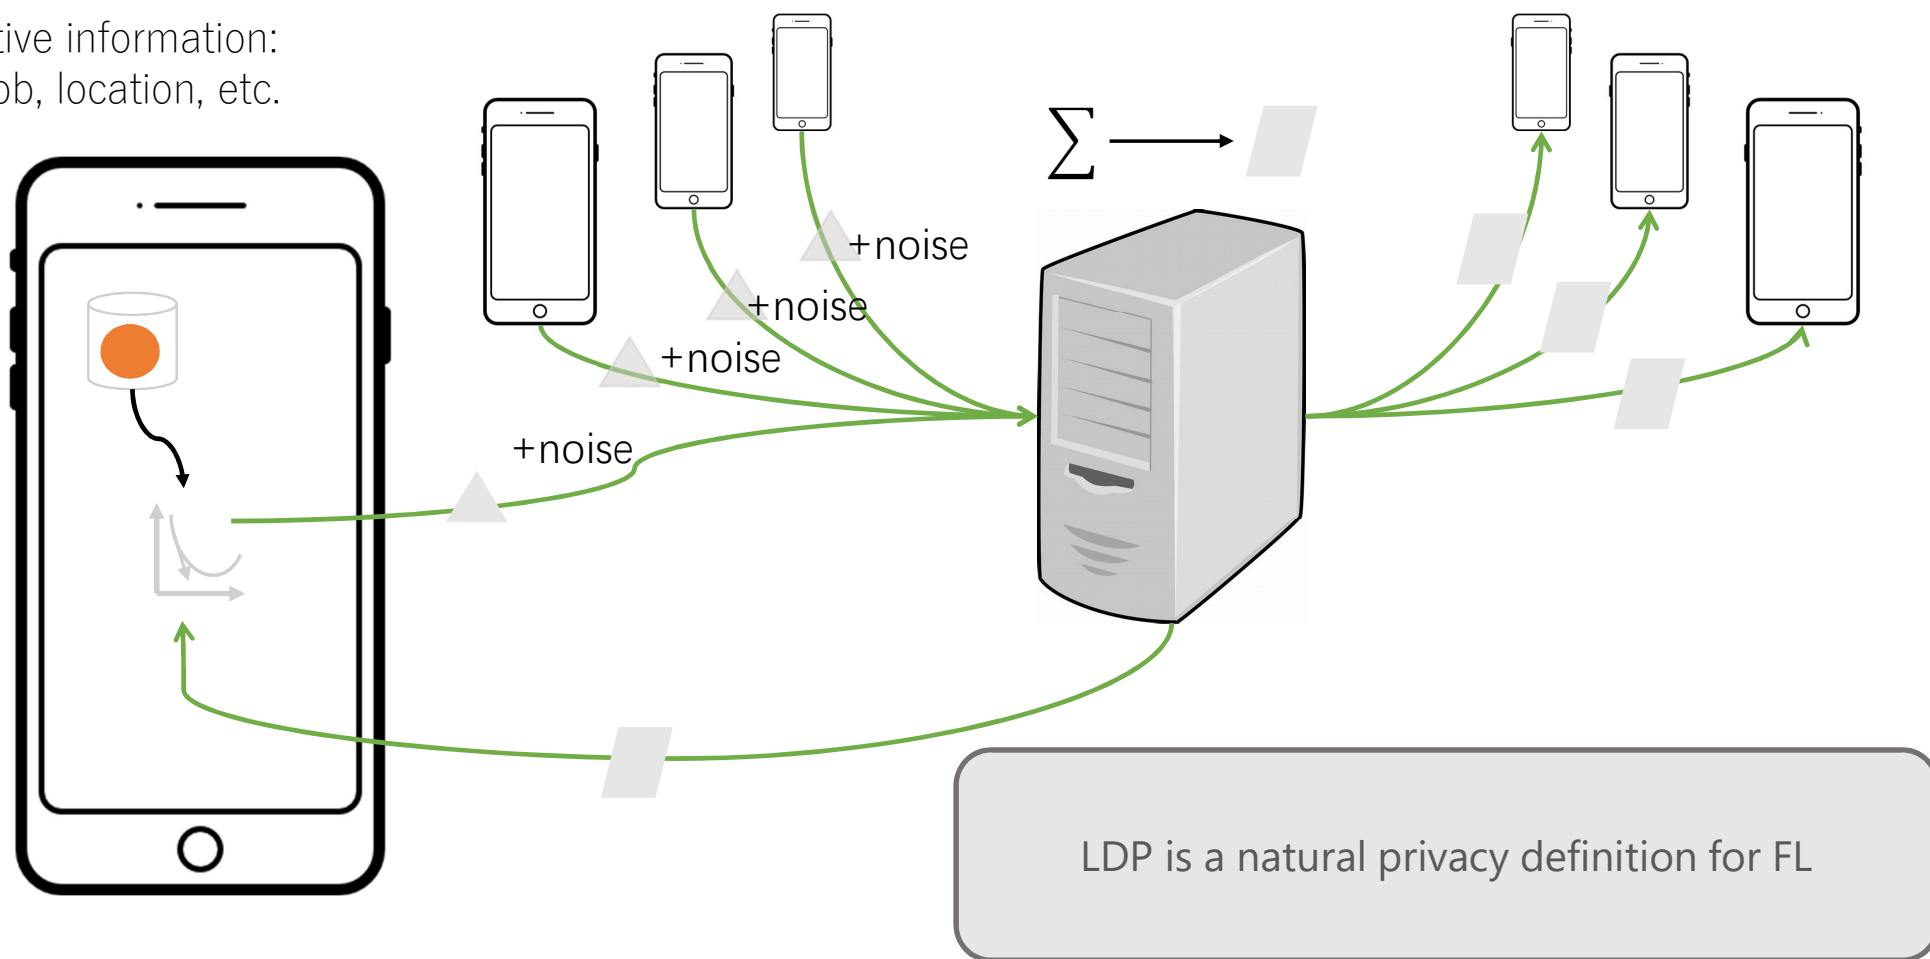 tive information:
ob, location, etc.
∑
+noise
+noise
+noise
+noise
LDP is a natural privacy definition for FL